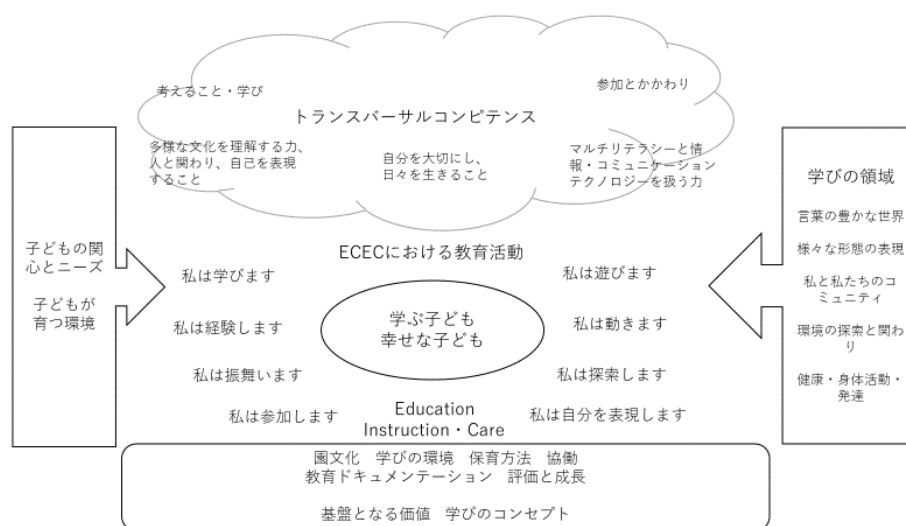 考えること・学び
参加とかかわり
トランスバーサルコンピテンス
多様な文化を理解する力、
人と関わり、自己を表現
すること
自分を大切にし、
日々を生きること
マルチリテラシーと情
報・コミュニケーション
テクノロジーを扱う力
子どもの関
心とニーズ
子どもが
育つ環境
ECECにおける教育活動
私は学びます
私は遊びます
私は経験します
学ぶ子ども
幸せな子ども
私は動きます
私は振舞います
私は探索します
私は参加します
Education
Instruction・Care
私は自分を表現します
学びの領域
言葉の豊かな世界
様々な形態の表現
私と私たちのコ
ミュニティ
環境の探索と関わ
り
健康・身体活動・
発達
園文化 学びの環境 保育方法 協働
教育ドキュメンテーション 評価と成長
基盤となる価値 学びのコンセプト